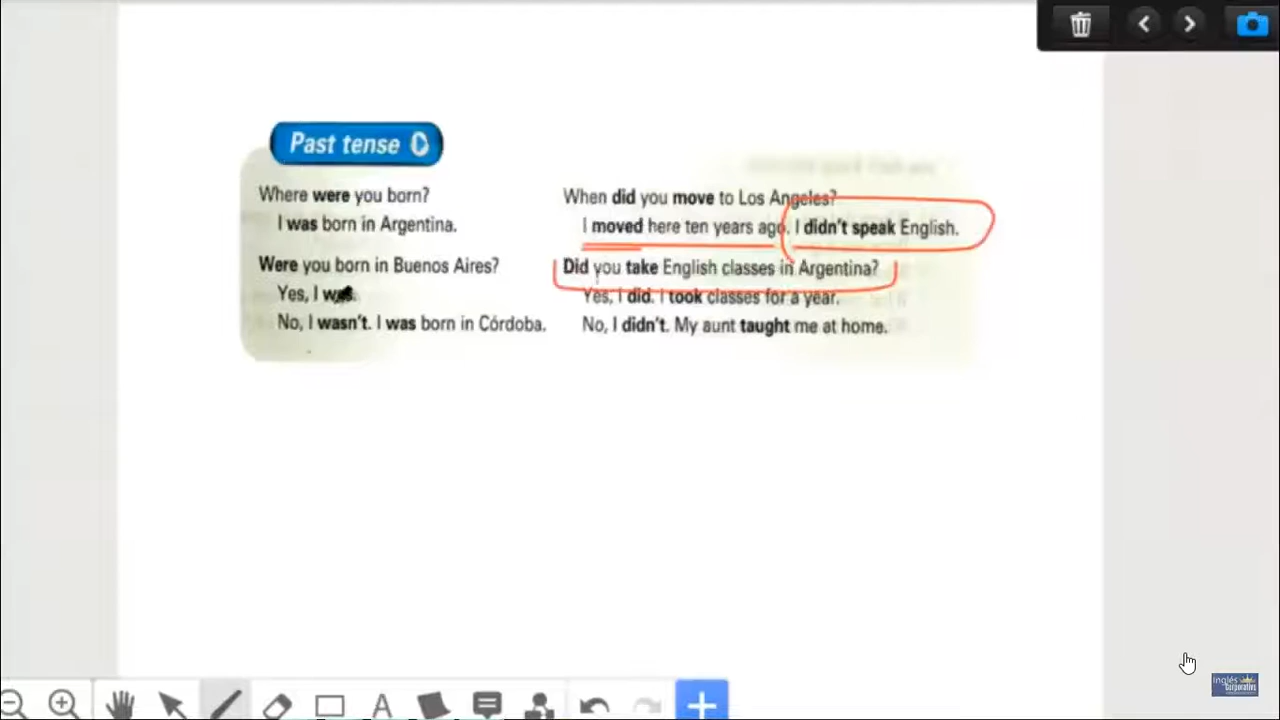 Past tense
Where were you born?
I was born in Argentina.
Were you born in Buenos Aires?
Yes, I was.
No, I wasn't. I was born in Córdoba.
When did you move to Los Angeles?
I moved here ten years ago. I didn't speak English.
Did you take English classes in Argentina?
Yes, I did. I took classes for a year.
No, I didn't. My aunt taught me at home.
A
Inglés
Corporativo